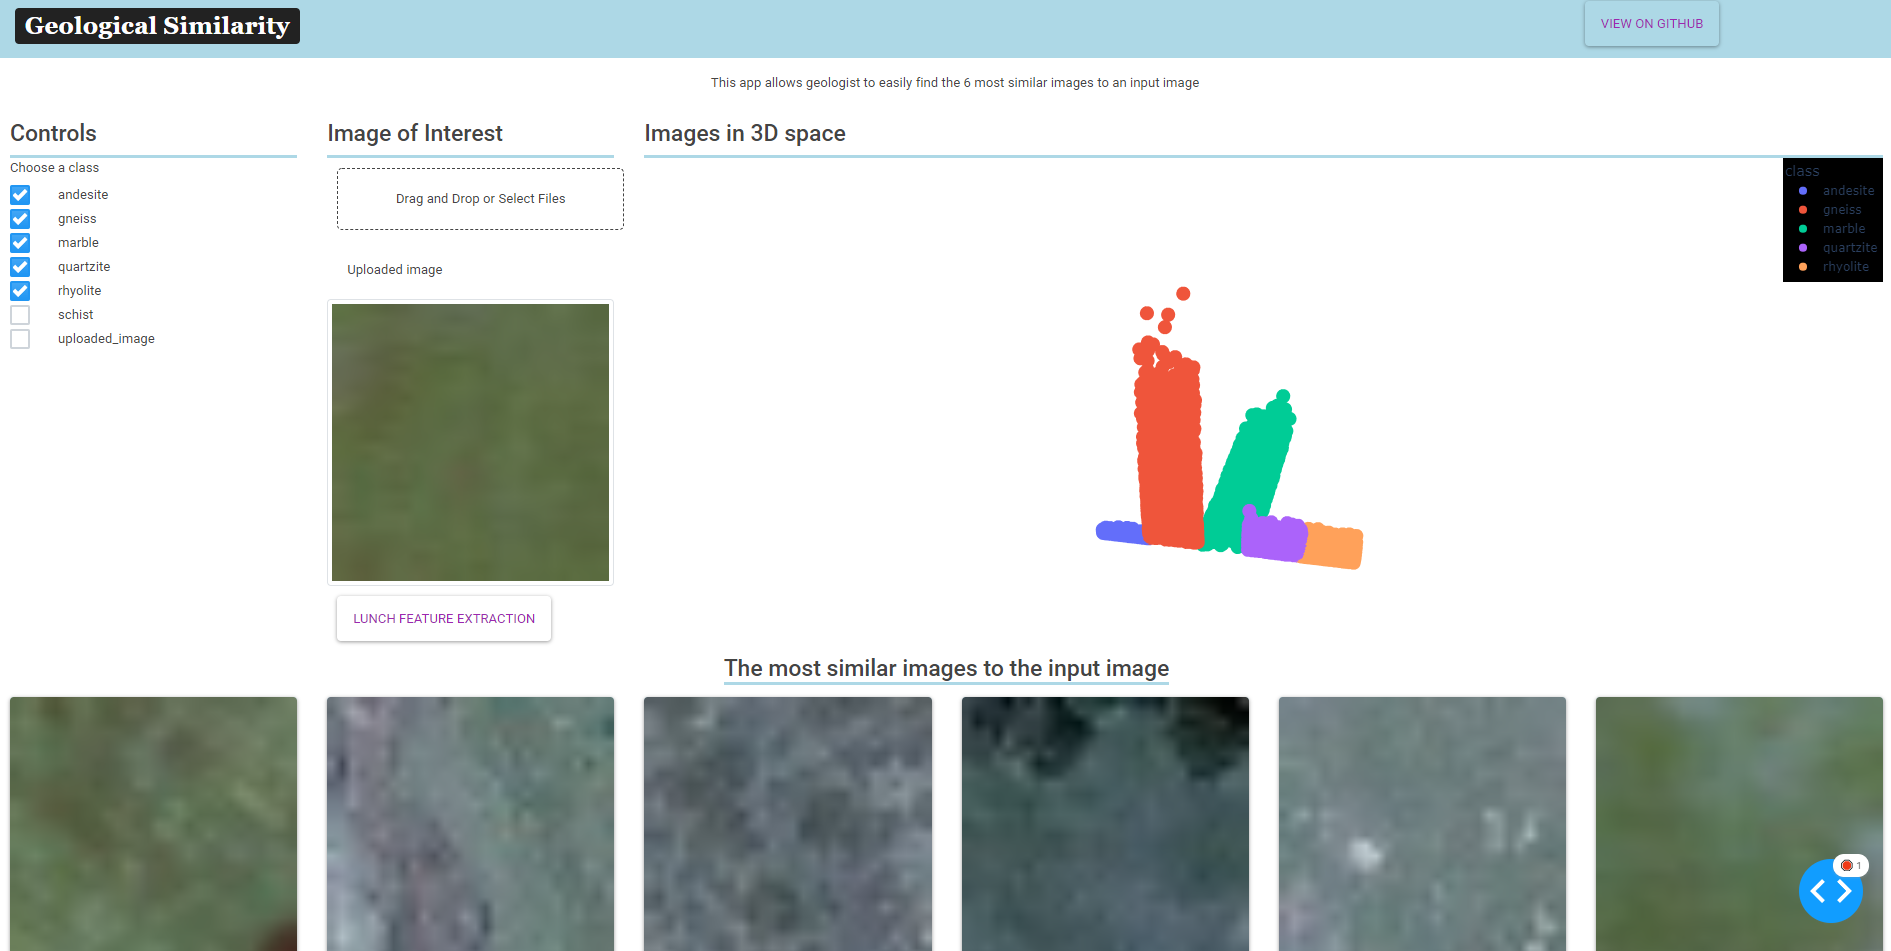 Geological Similarity
VIEW ON GITHUB
This app allows geologist to easily find the 6 most similar images to an input image
Controls
Choose a class
andesite
gneiss
marble
quartzite
rhyolite
schist
uploaded_image
Image of Interest
Drag and Drop or Select Files
Uploaded image
LUNCH FEATURE EXTRACTION
Images in 3D space
class
andesite
gneiss
marble
quartzite
rhyolite
The most similar images to the input image
1